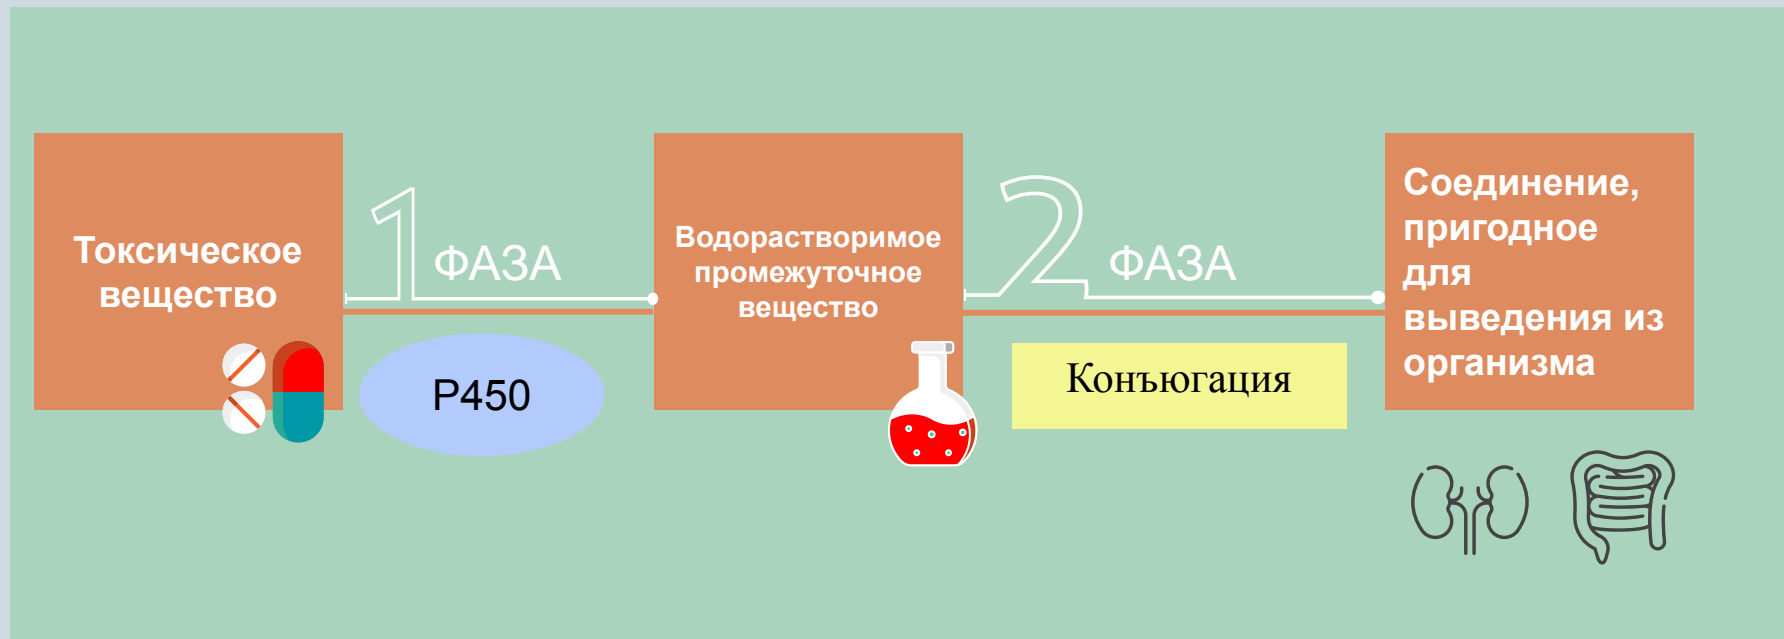 Токсическое
вещество
1 ФАЗА
P450
Водорастворимое
промежуточное
вещество
2 ФАЗА
Конъюгация
Соединение,
пригодное
для
выведения из
организма